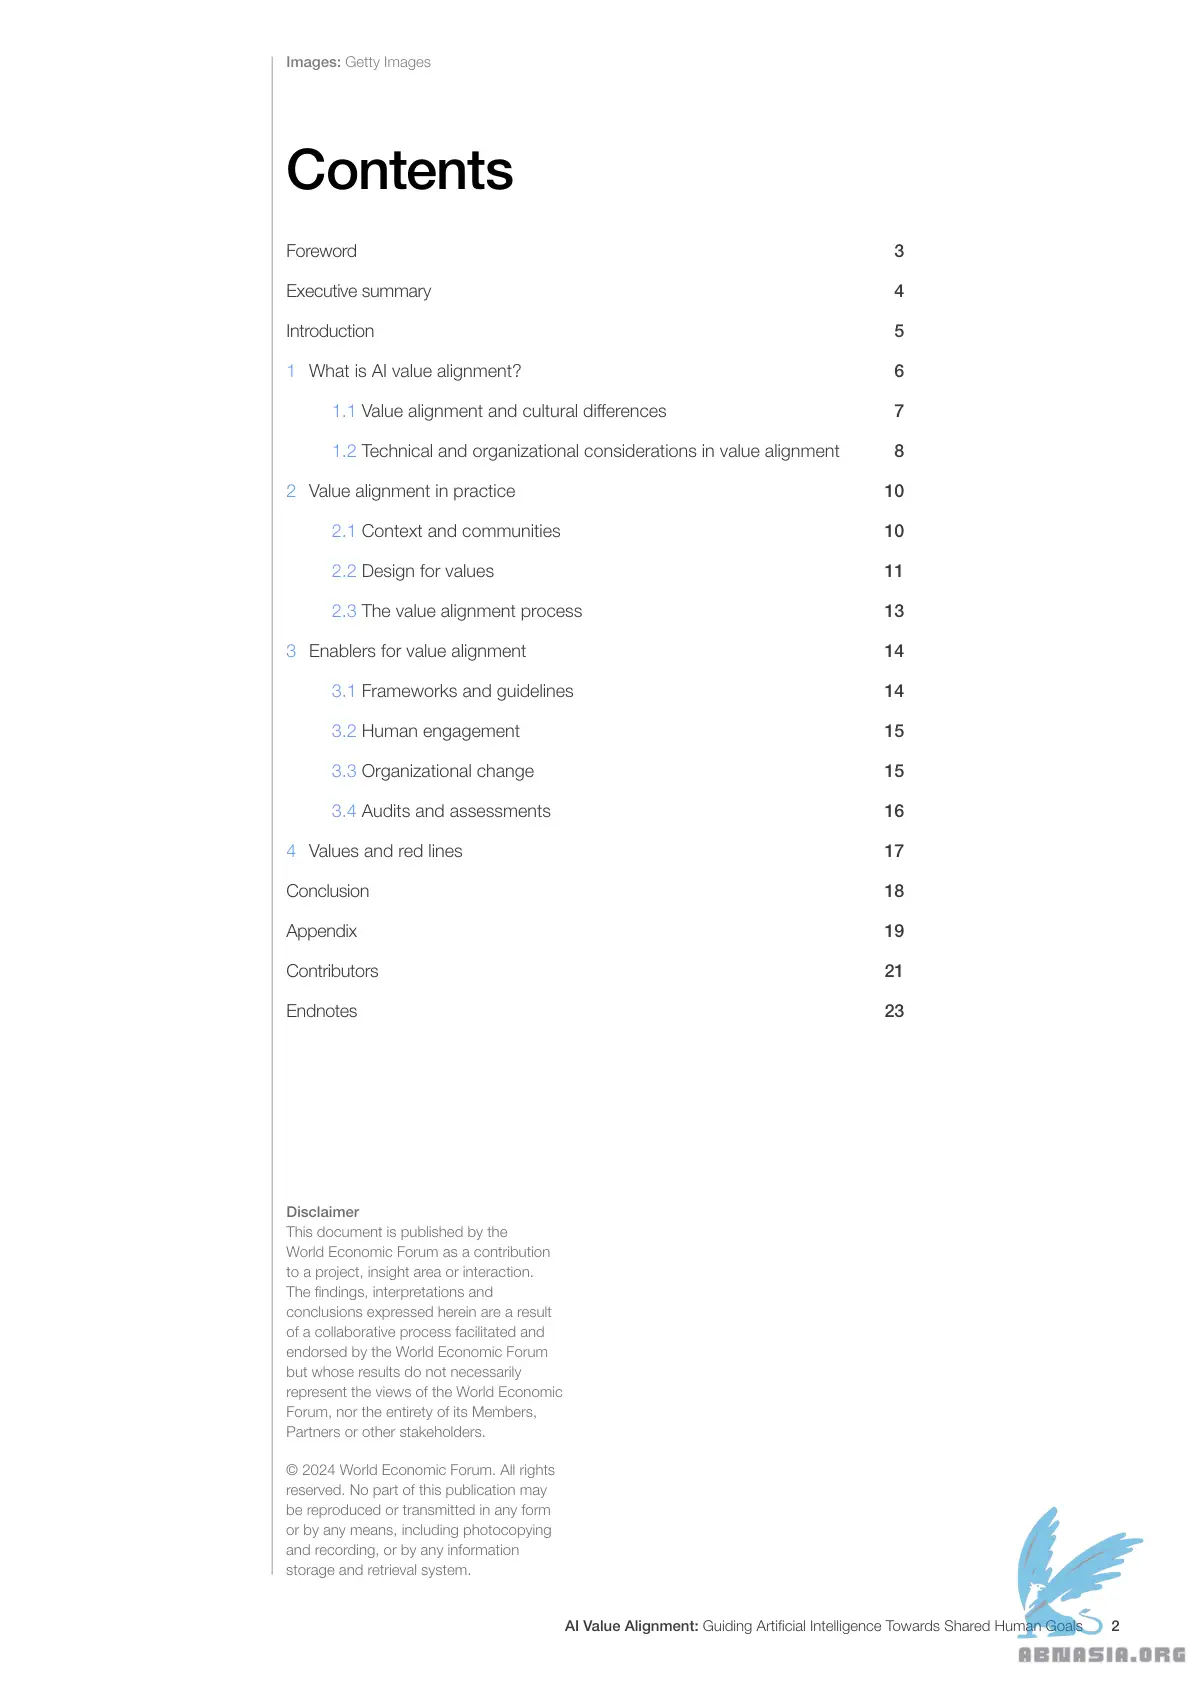 Images: Getty Images
Contents
Foreword 3
Executive summary 4
Introduction 5
1 What is AI value alignment? 6
1.1 Value alignment and cultural differences 7
1.2 Technical and organizational considerations in value alignment 8
2 Value alignment in practice 10
2.1 Context and communities 10
2.2 Design for values 11
2.3 The value alignment process 13
3 Enablers for value alignment 14
3.1 Frameworks and guidelines 14
3.2 Human engagement 15
3.3 Organizational change 15
3.4 Audits and assessments 16
4 Values and red lines 17
Conclusion 18
Appendix 19
Contributors 21
Endnotes 23
Disclaimer
This document is published by the
World Economic Forum as a contribution
to a project, insight area or interaction.
The findings, interpretations and
conclusions expressed herein are a result
of a collaborative process facilitated and
endorsed by the World Economic Forum
but whose results do not necessarily
represent the views of the World Economic
Forum, nor the entirety of its Members,
Partners or other stakeholders.
© 2024 World Economic Forum. All rights
reserved. No part of this publication may
be reproduced or transmitted in any form
or by any means, including photocopying
and recording, or by any information
storage and retrieval system.
AI Value Alignment: Guiding Artificial Intelligence Towards Shared Human Goals 2
ABNASIA.ORG